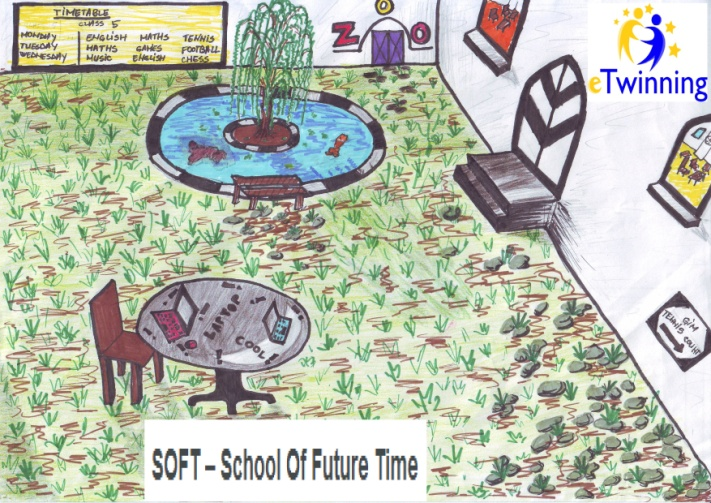 TIMETABLE
CLASS 5
MONDAY ENGLISH MATHS TENNIS
TUESDAY MATHS GAMES FOOTBALL
WEDNESDAY MUSIC ENGLISH CHESS
ZOO
eTwinning
GYM
TENNIS COURT
LAPTOP
COOL
SOFT – School Of Future Time